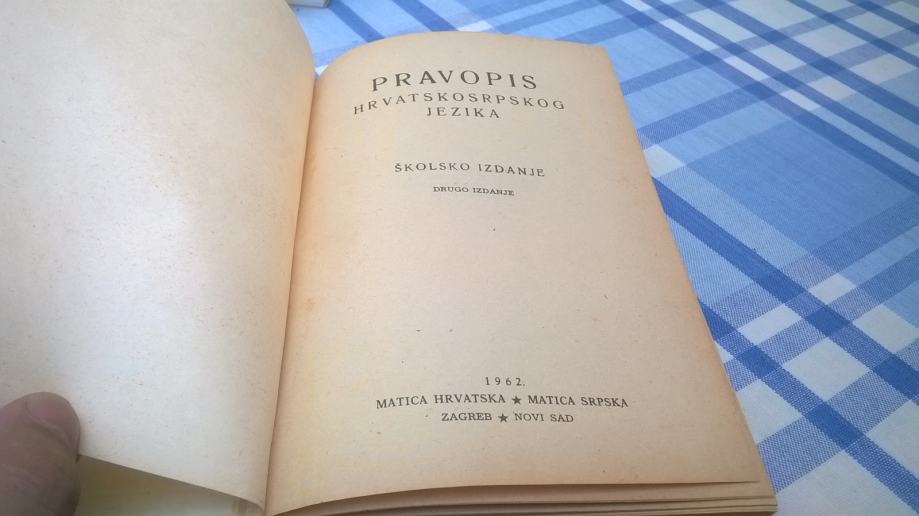 PRAVOPIS
HRVATSKOSRPSKOG
JEZIKA
ŠKOLSKO IZDANJE
DRUGO IZDANJE
1962.
MATICA HRVATSKA ★ MATICA SRPSKA
ZAGREB ★ NOVI SAD